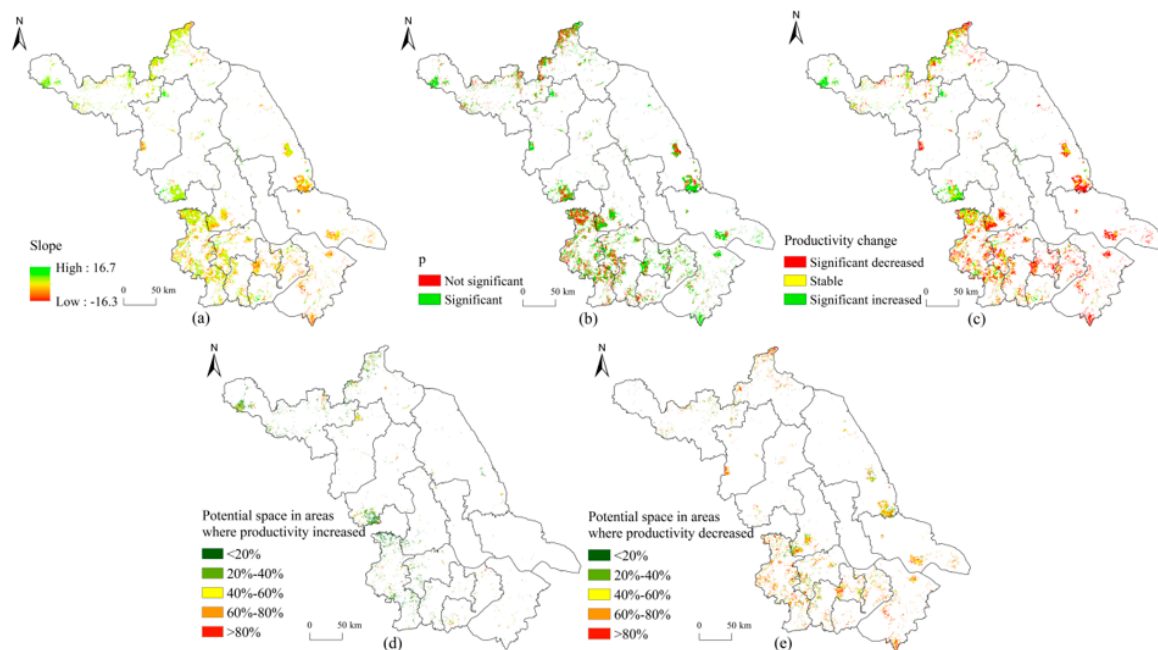 N
Slope
High : 16.7
Low : -16.3
0 50 km
(a)
N
p
Not significant
Significant
0 50 km
(b)
N
Productivity change
Significant decreased
Stable
Significant increased
0 50 km
(c)
N
Potential space in areas
where productivity increased
<20%
20%-40%
40%-60%
60%-80%
>80%
0 50 km
(d)
N
Potential space in areas
where productivity decreased
<20%
20%-40%
40%-60%
60%-80%
>80%
0 50 km
(e)